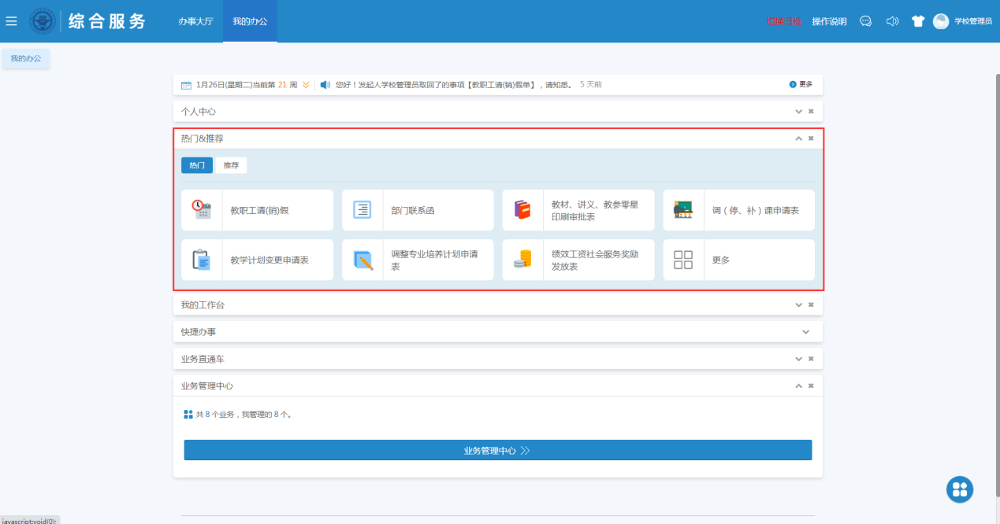 综合服务
办事大厅
我的办公
切换旧版
操作说明
学校管理员
我的办公
1月26日(星期二)当前第 21 周
您好！发起人学校管理员取回了的事项【教职工请(销)假单】，请知悉。 5 天前
更多
个人中心
热门&推荐
热门
推荐
教职工请(销)假
部门联系函
教材、讲义、教参零星
印刷审批表
调（停、补）课申请表
教学计划变更申请表
调整专业培养计划申请
表
绩效工资社会服务奖励
发放表
更多
我的工作台
快捷办事
业务直通车
业务管理中心
共 8 个业务，我管理的 8 个。
业务管理中心
javascript:void(0);